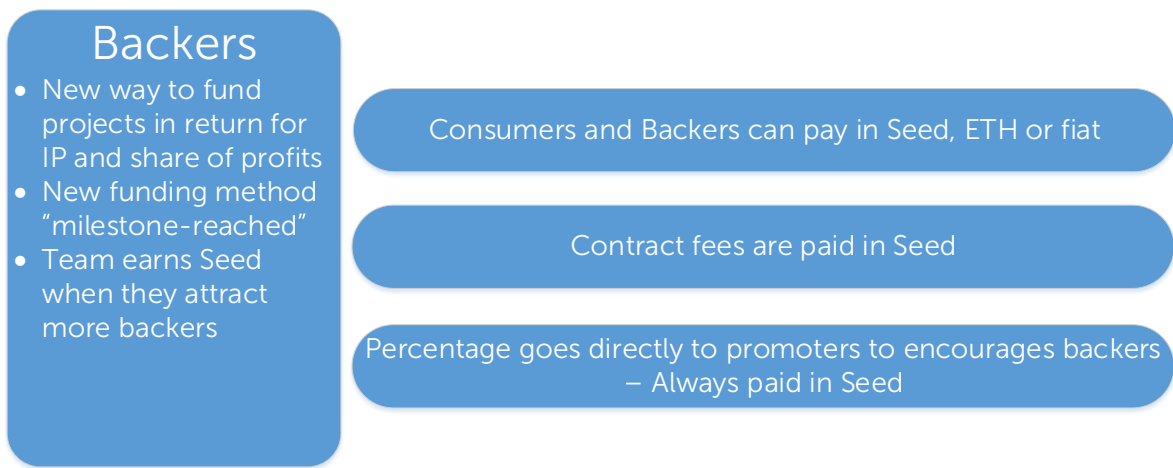 Backers
• New way to fund
projects in return for
IP and share of profits
• New funding method
“milestone-reached”
• Team earns Seed
when they attract
more backers
Consumers and Backers can pay in Seed, ETH or fiat
Contract fees are paid in Seed
Percentage goes directly to promoters to encourages backers
– Always paid in Seed